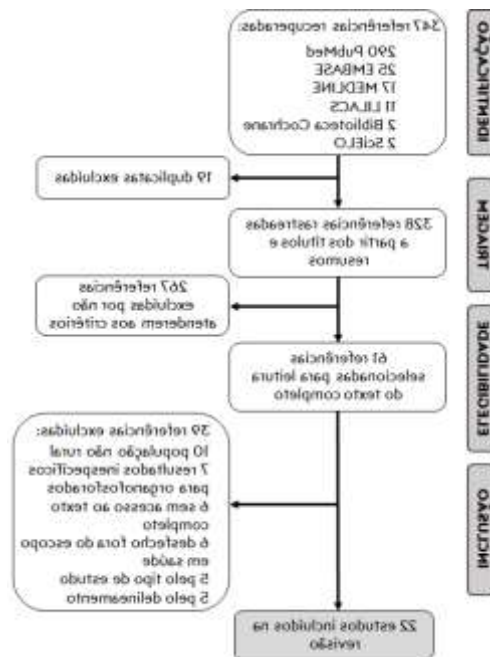 IDENTIFICAÇÃO
347 referências recuperadas:
290 PubMed
25 EMBASE
17 MEDLINE
11 LILACS
2 Biblioteca Cochrane
2 SciELO
19 duplicatas excluídas
TRIAGEM
328 referências rastreadas
a partir dos títulos e
resumos
267 referências
excluídas por não
atenderem aos critérios
ELEGIBILIDADE
61 referências
selecionadas para leitura
do texto completo
39 referências excluídas:
10 população não rural
7 resultados inespecíficos
para organofosforados
6 sem acesso ao texto
completo
6 desfecho fora do escopo
em saúde
5 pelo tipo de estudo
5 pelo delineamento
INCLUSÃO
22 estudos incluídos na
revisão